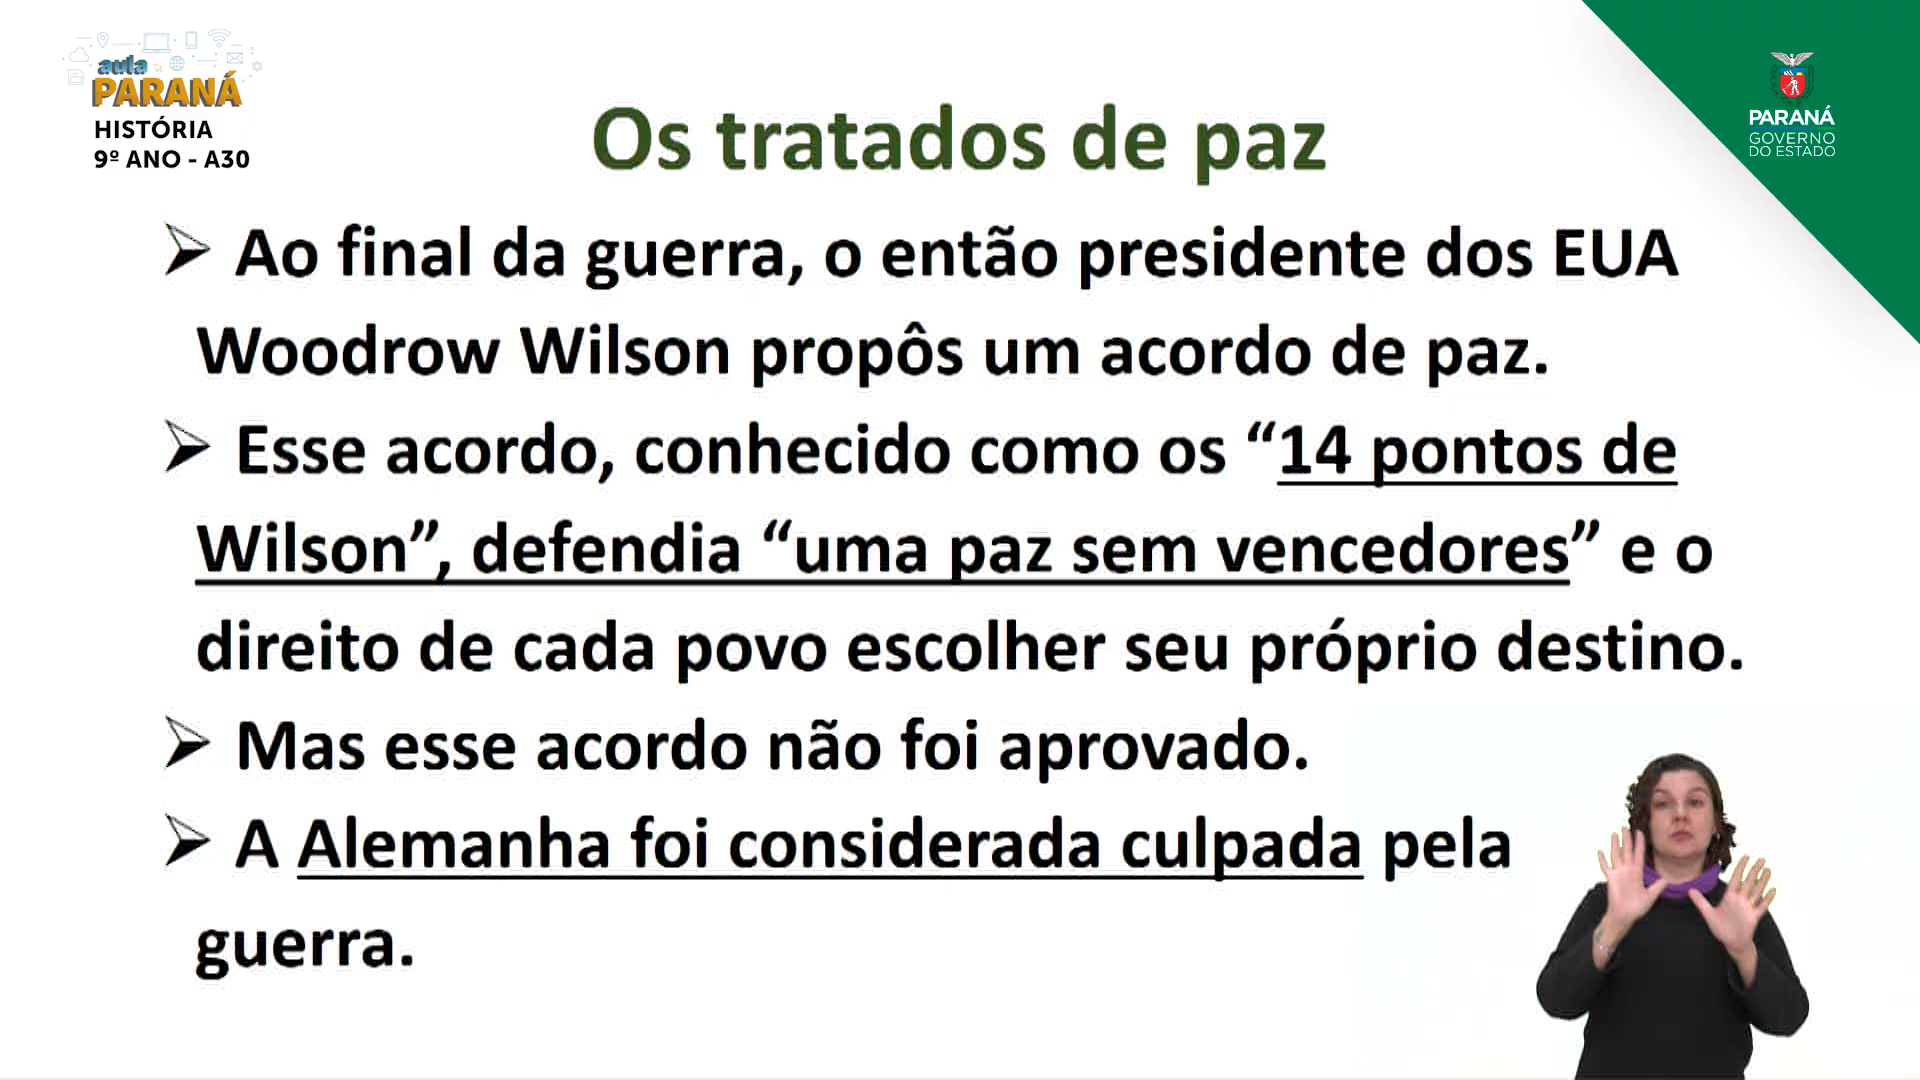 aula
PARANÁ
HISTÓRIA
9º ANO - A30
PARANÁ
GOVERNO
DO ESTADO
Os tratados de paz
Ao final da guerra, o então presidente dos EUA
Woodrow Wilson propôs um acordo de paz.
Esse acordo, conhecido como os “14 pontos de
Wilson”, defendia “uma paz sem vencedores” e o
direito de cada povo escolher seu próprio destino.
Mas esse acordo não foi aprovado.
A Alemanha foi considerada culpada pela
guerra.